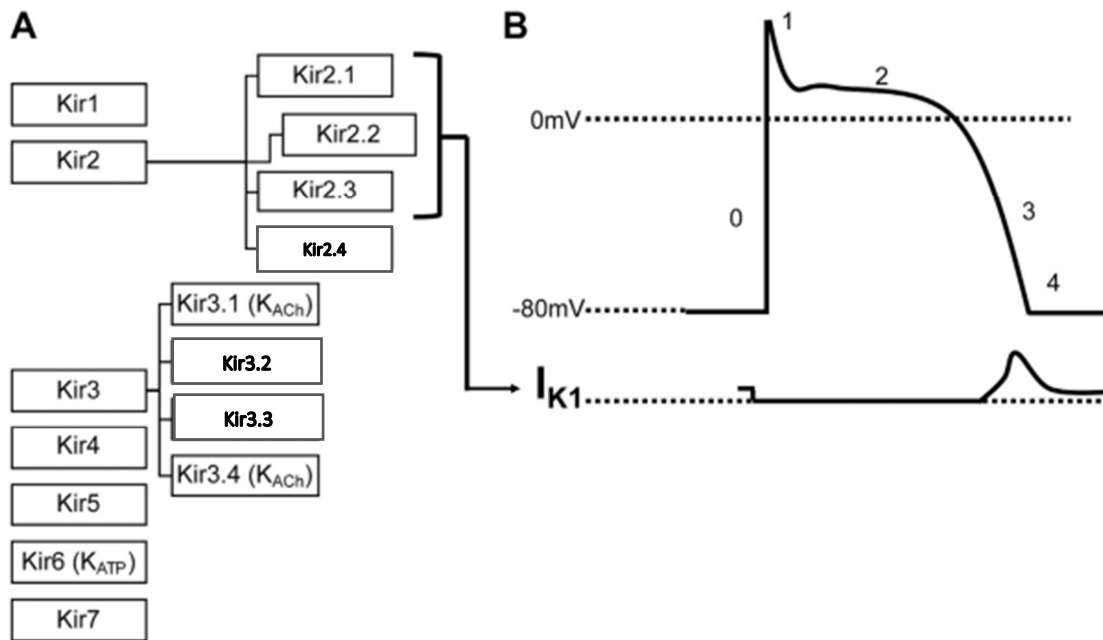 A
Kir1
Kir2
Kir2.1
Kir2.2
Kir2.3
Kir2.4
Kir3
Kir3.1 (KACh)
Kir3.2
Kir3.3
Kir3.4 (KACh)
Kir4
Kir5
Kir6 (KATP)
Kir7
B
1
2
0mV
0
3
4
-80mV
IK1